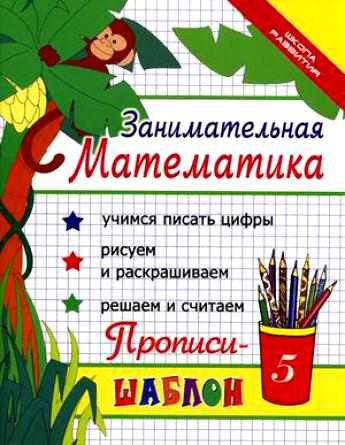 ШКОЛА
РАЗВИТИЯ
Занимательная
Математика
учимся писать цифры
рисуем
и раскрашиваем
решаем и считаем
Прописи-
ШАБЛОН
5